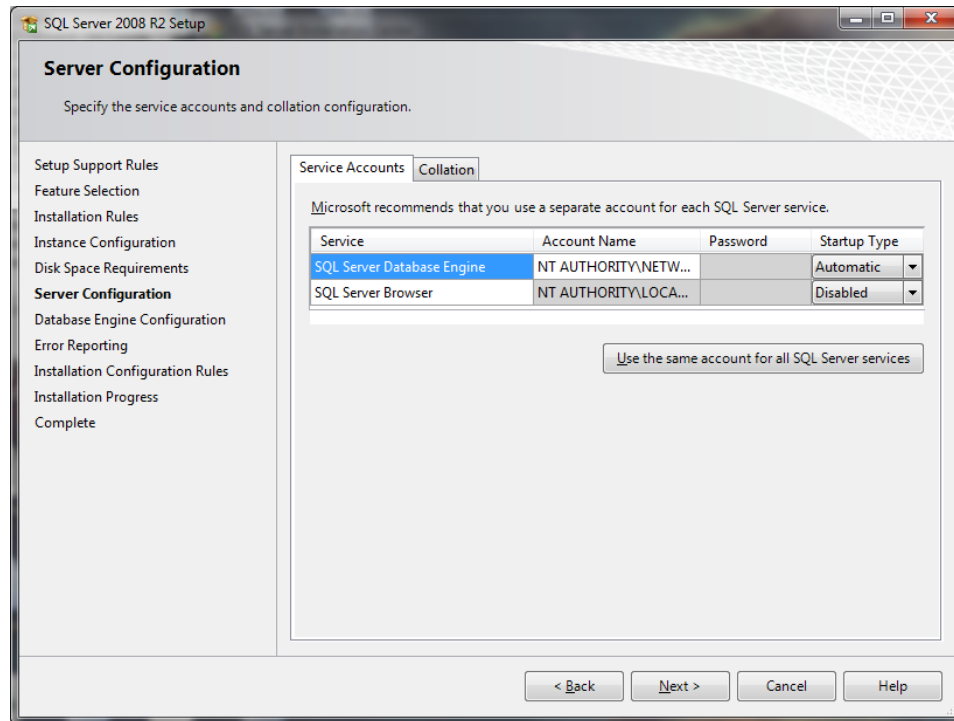 SQL Server 2008 R2 Setup
Server Configuration
Specify the service accounts and collation configuration.
Setup Support Rules
Feature Selection
Installation Rules
Instance Configuration
Disk Space Requirements
Server Configuration
Database Engine Configuration
Error Reporting
Installation Configuration Rules
Installation Progress
Complete
Service Accounts Collation
Microsoft recommends that you use a separate account for each SQL Server service.
Service Account Name Password Startup Type
SQL Server Database Engine NT AUTHORITY\NETW... Automatic
SQL Server Browser NT AUTHORITY\LOCA... Disabled
Use the same account for all SQL Server services
< Back Next > Cancel Help